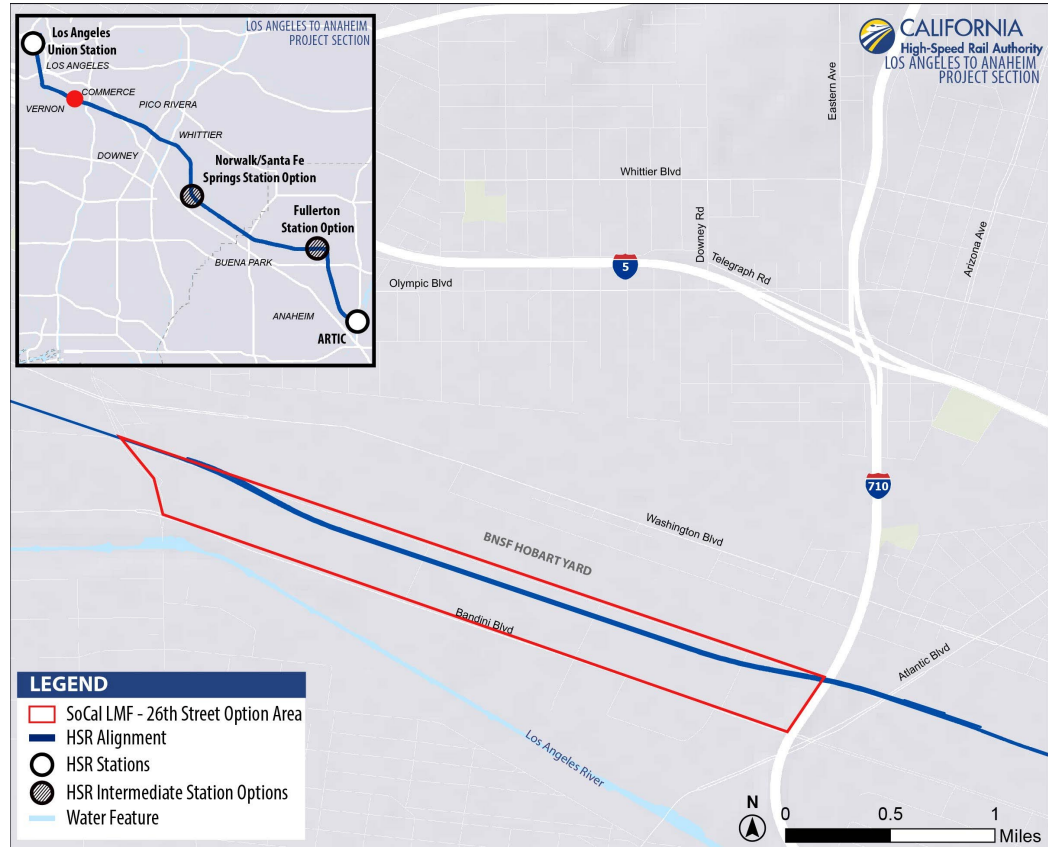 LOS ANGELES TO ANAHEIM
PROJECT SECTION
Los Angeles
Union Station
LOS ANGELES
COMMERCE
VERNON
PICO RIVERA
WHITTIER
DOWNEY
Norwalk/Santa Fe
Springs Station Option
Fullerton
Station Option
BUENA PARK
ANAHEIM
ARTIC
CALIFORNIA
High-Speed Rail Authority
LOS ANGELES TO ANAHEIM
PROJECT SECTION
Eastern Ave
Whittier Blvd
Downey Rd
Telegraph Rd
Arizona Ave
5
Olympic Blvd
710
Washington Blvd
BNSF HOBART YARD
Bandini Blvd
Atlantic Blvd
Los Angeles River
LEGEND
SoCal LMF - 26th Street Option Area
HSR Alignment
HSR Stations
HSR Intermediate Station Options
Water Feature
N
0 0.5 1
Miles